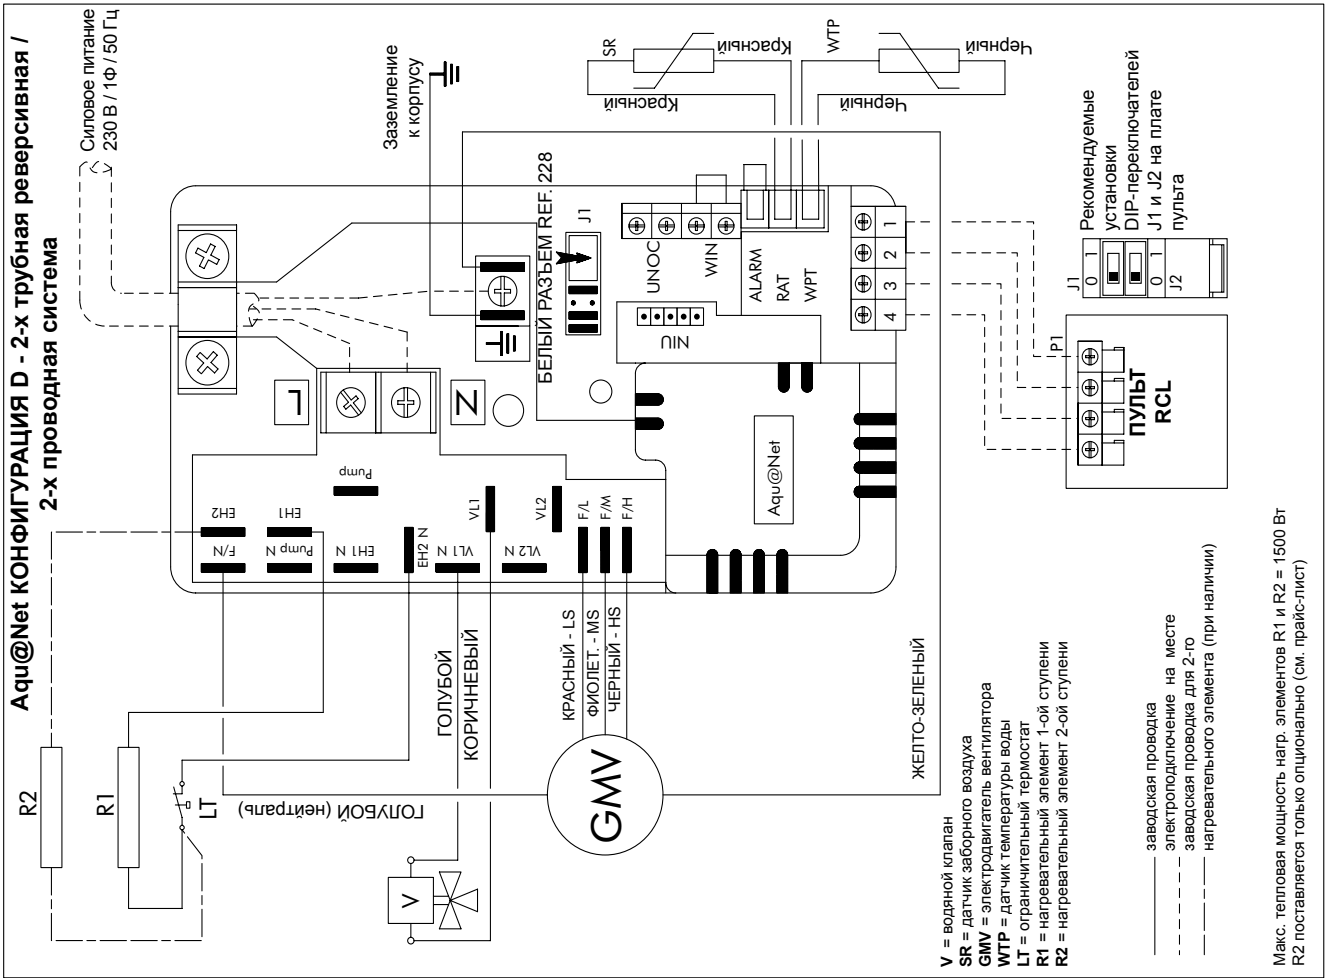 Aqu@Net КОНФИГУРАЦИЯ D - 2-х трубная реверсивная /
2-х проводная система
Силовое питание
230 В / 1Ф / 50 Гц
Заземление
к корпусу
R2
R1
LT
ГОЛУБОЙ (нейтраль)
EH2
EH1
Pump
F/N
Pump N
EH1 N
EH2 N
VL1 N
VL1
VL2 N
VL2
F/L
F/M
F/H
L
N
БЕЛЫЙ РАЗЪЕМ REF. 228
J1
UNOC
WIN
NIU
ALARM
RAT
WPT
Aqu@Net
1
2
3
4
SR
Красный
Красный
WTP
Черный
Черный
ГОЛУБОЙ
КОРИЧНЕВЫЙ
V
КРАСНЫЙ - LS
ФИОЛЕТ. - MS
ЧЕРНЫЙ - HS
GMV
ЖЕЛТО-ЗЕЛЕНЫЙ
P1
ПУЛЬТ
RCL
J1
0 1
0 1
J2
Рекомендуемые
установки
DIP-переключателей
J1 и J2 на плате
пульта
V = водяной клапан
SR = датчик заборного воздуха
GMV = электродвигатель вентилятора
WTP = датчик температуры воды
LT = ограничительный термостат
R1 = нагревательный элемент 1-ой ступени
R2 = нагревательный элемент 2-ой ступени
заводская проводка
электроподключение на месте
заводская проводка для 2-го
нагревательного элемента (при наличии)
Макс. тепловая мощность нагр. элементов R1 и R2 = 1500 Вт
R2 поставляется только опционально (см. прайс-лист)